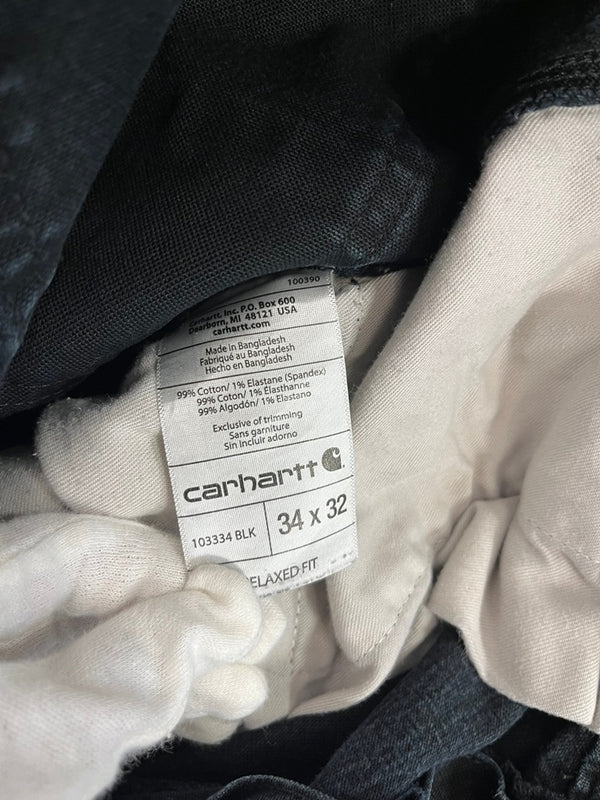 100390
Inc. P.O. Box 600
Dearborn, MI 48121 USA
carhartt.com
Made in Bangladesh
Fabriqué au Bangladesh
Hecho en Bangladesh
99% Cotton/ 1% Elastane (Spandex)
99% Coton/ 1% Élasthanne
99% Algodón/ 1% Elastano
Exclusive of trimming
Sans garniture
Sin incluir adorno
carhartt
103334 BLK
34 x 32
ELAXED FIT